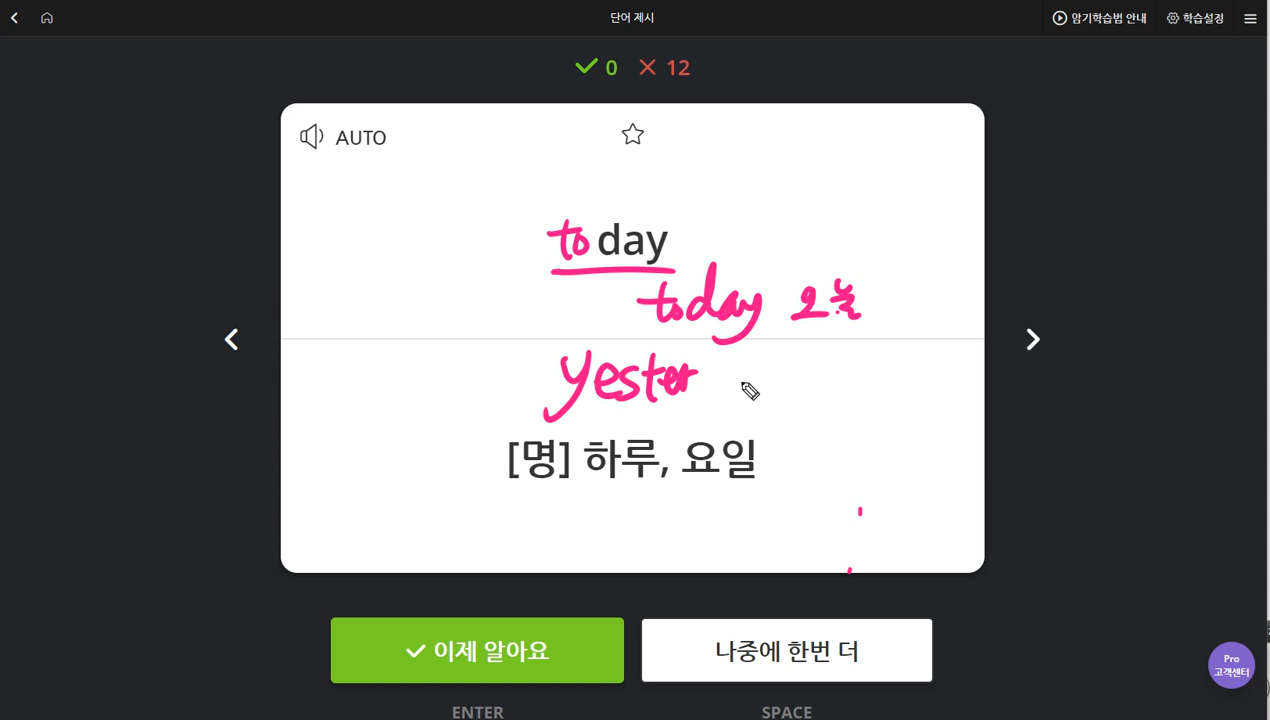 단어 제시
암기학습법 안내 학습설정
0 12
AUTO
today
today 오늘
yester
[명] 하루, 요일
이제 알아요 나중에 한번 더
ENTER SPACE
Pro
고객센터